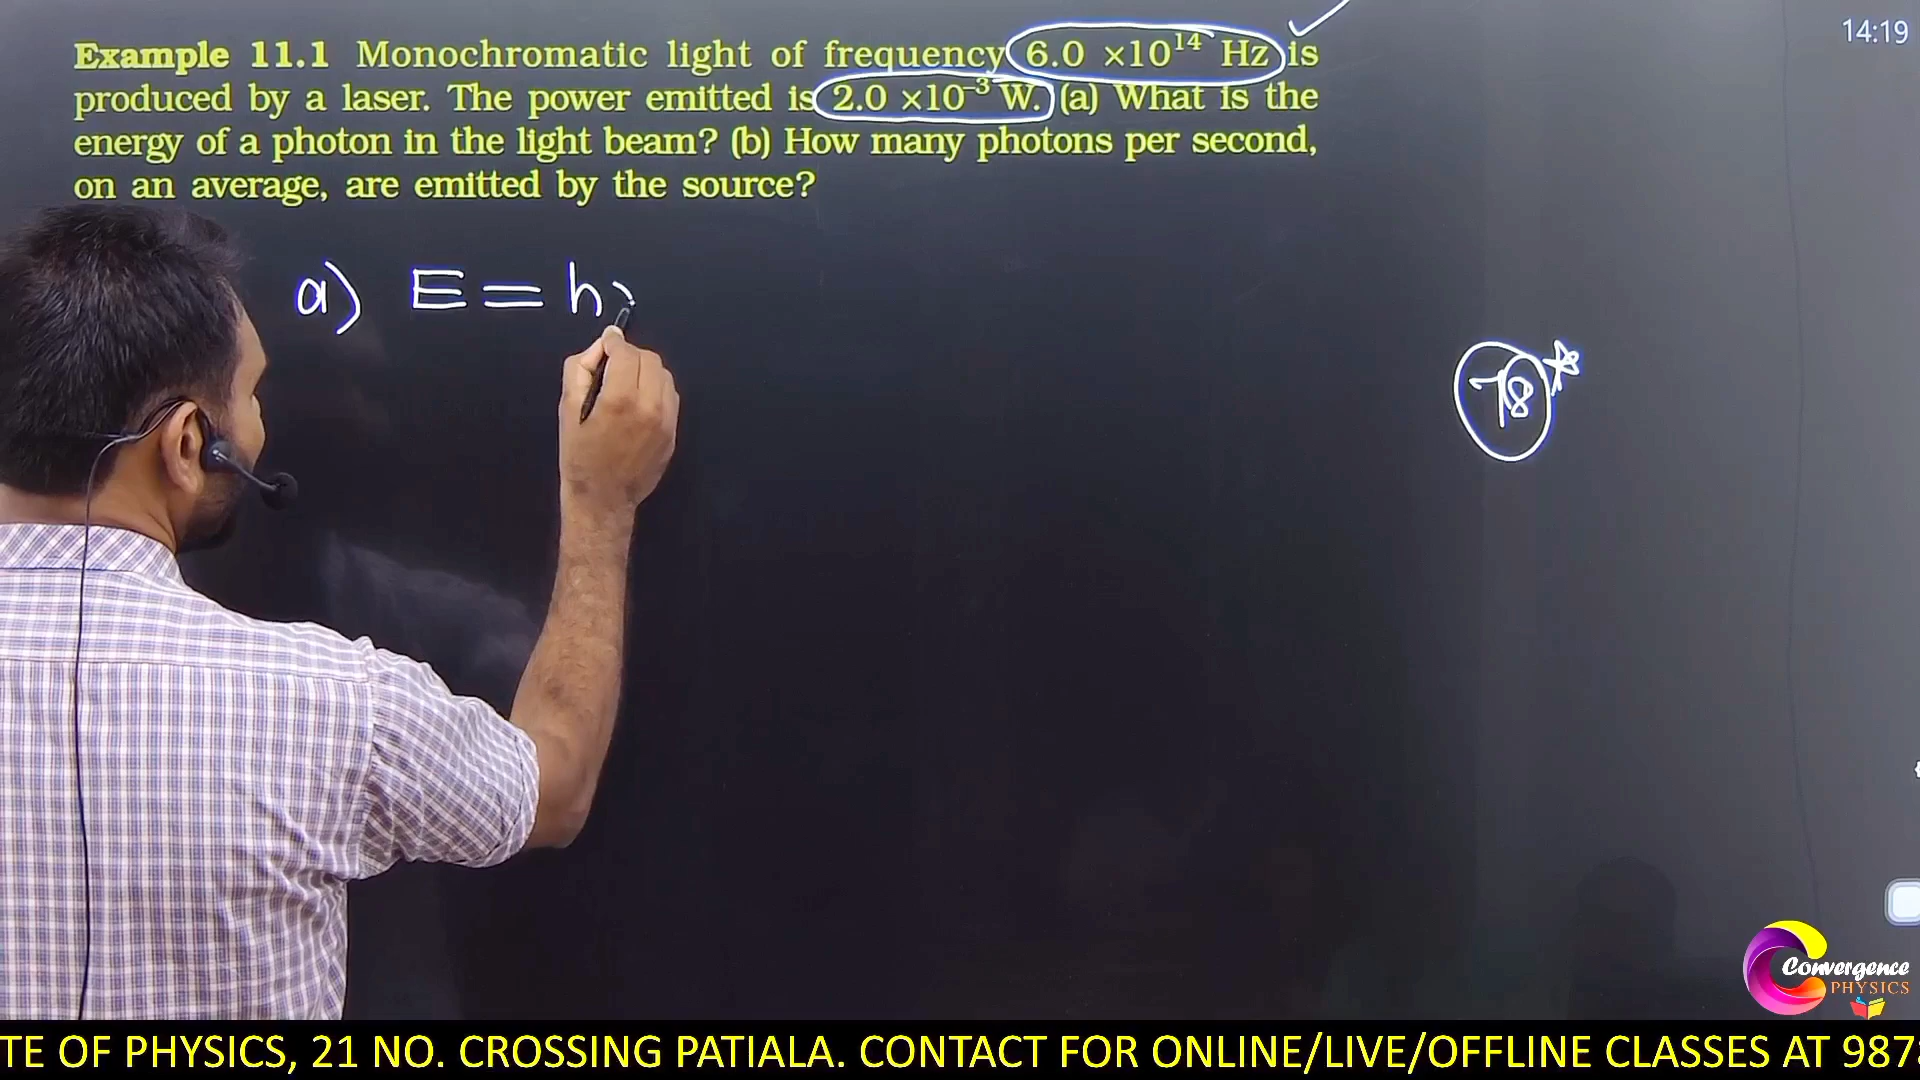 14:19
Example 11.1 Monochromatic light of frequency 6.0 ×10¹⁴ Hz is
produced by a laser. The power emitted is 2.0 ×10⁻³ W. (a) What is the
energy of a photon in the light beam? (b) How many photons per second,
on an average, are emitted by the source?
a) E = h
78
Convergence
PHYSICS
TE OF PHYSICS, 21 NO. CROSSING PATIALA. CONTACT FOR ONLINE/LIVE/OFFLINE CLASSES AT 987